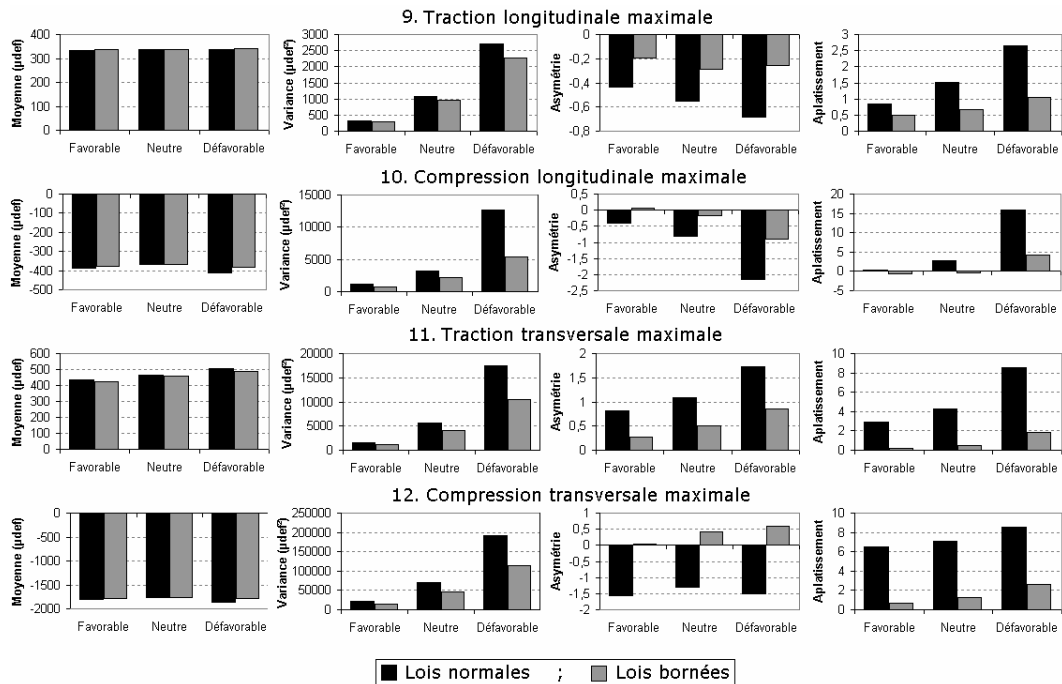 9. Traction longitudinale maximale
Moyenne (µdef)
400
300
200
100
0
Favorable Neutre Défavorable
Variance (µdef²)
3000
2500
2000
1500
1000
500
0
Favorable Neutre Défavorable
Asymétrie
0
-0,2
-0,4
-0,6
-0,8
Favorable Neutre Défavorable
Aplatissement
3
2,5
2
1,5
1
0,5
0
Favorable Neutre Défavorable
10. Compression longitudinale maximale
Moyenne (µdef)
0
-100
-200
-300
-400
-500
Favorable Neutre Défavorable
Variance (µdef²)
15000
10000
5000
0
Favorable Neutre Défavorable
Asymétrie
0,5
0
-0,5
-1
-1,5
-2
-2,5
Favorable Neutre Défavorable
Aplatissement
20
15
10
5
0
-5
Favorable Neutre Défavorable
11. Traction transversale maximale
Moyenne (µdef)
600
500
400
300
200
100
0
Favorable Neutre Défavorable
Variance (µdef²)
20000
15000
10000
5000
0
Favorable Neutre Défavorable
Asymétrie
2
1,5
1
0,5
0
Favorable Neutre Défavorable
Aplatissement
10
8
6
4
2
0
Favorable Neutre Défavorable
12. Compression transversale maximale
Moyenne (µdef)
0
-500
-1000
-1500
-2000
Favorable Neutre Défavorable
Variance (µdef²)
250000
200000
150000
100000
50000
0
Favorable Neutre Défavorable
Asymétrie
1
0,5
0
-0,5
-1
-1,5
-2
Favorable Neutre Défavorable
Aplatissement
10
8
6
4
2
0
Favorable Neutre Défavorable
Lois normales ; Lois bornées